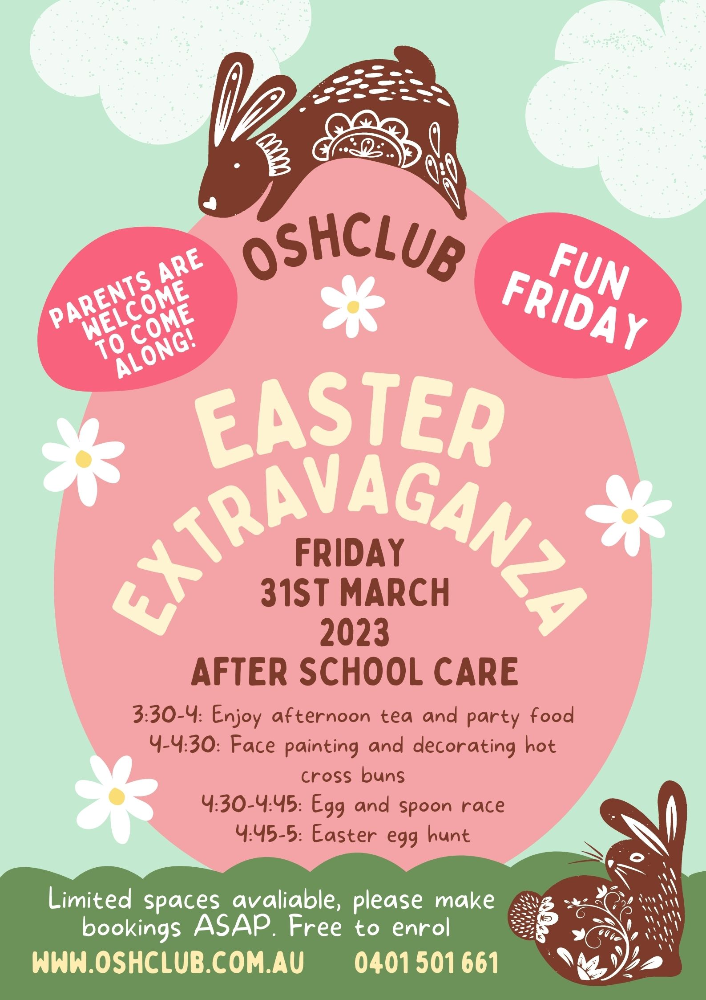 OSHCLUB
PARENTS ARE
WELCOME
TO COME
ALONG!
FUN
FRIDAY
EASTER
EXTRAVAGANZA
FRIDAY
31ST MARCH
2023
AFTER SCHOOL CARE
3:30-4: Enjoy afternoon tea and party food
4-4:30: Face painting and decorating hot
cross buns
4:30-4:45: Egg and spoon race
4:45-5: Easter egg hunt
Limited spaces avaliable, please make
bookings ASAP. Free to enrol
WWW.OSHCLUB.COM.AU 0401 501 661